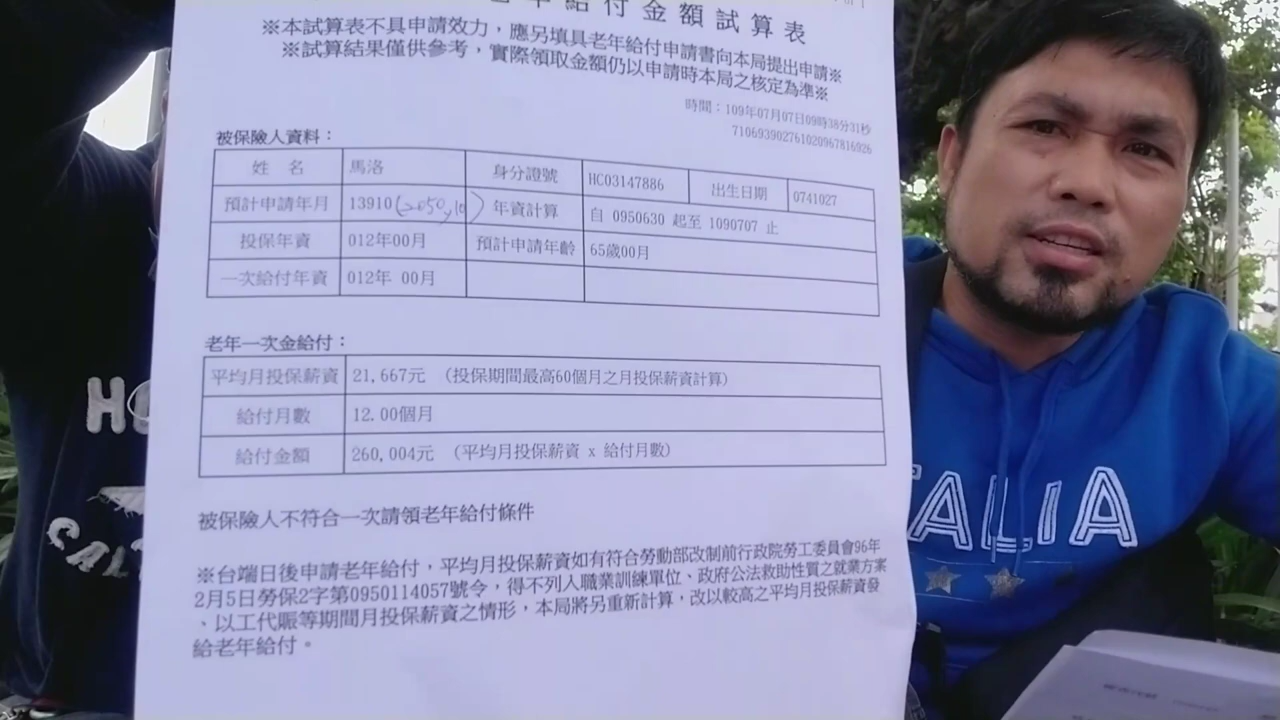 給付金額試算表
※本試算表不具申請效力，應另填具老年給付申請書向本局提出申請※
※試算結果僅供參考，實際領取金額仍以申請時本局之核定為準※
時間：109年07月07日09時38分31秒
71069390276102096781692​6
被保險人資料：
姓 名 馬洛 身分證號 HC03147886 出生日期 0741027
預計申請年月 13910 (2050y10) 年資計算 自 0950630 起至 1090707 止
投保年資 012年00月 預計申請年齡 65歲00月
一次給付年資 012年 00月
老年一次金給付：
平均月投保薪資 21,667元 (投保期間最高60個月之月投保薪資計算)
給付月數 12.00個月
給付金額 260,004元 (平均月投保薪資 x 給付月數)
被保險人不符合一次請領老年給付條件
※台端日後申請老年給付，平均月投保薪資如有符合勞動部改制前行政院勞工委員會96年
2月5日勞保2字第0950114057號令，得不列入職業訓練單位、政府公法救助性質之就業方案
、以工代賑等期間月投保薪資之情形，本局將另重新計算，改以較高之平均月投保薪資發
給老年給付。
TALIA